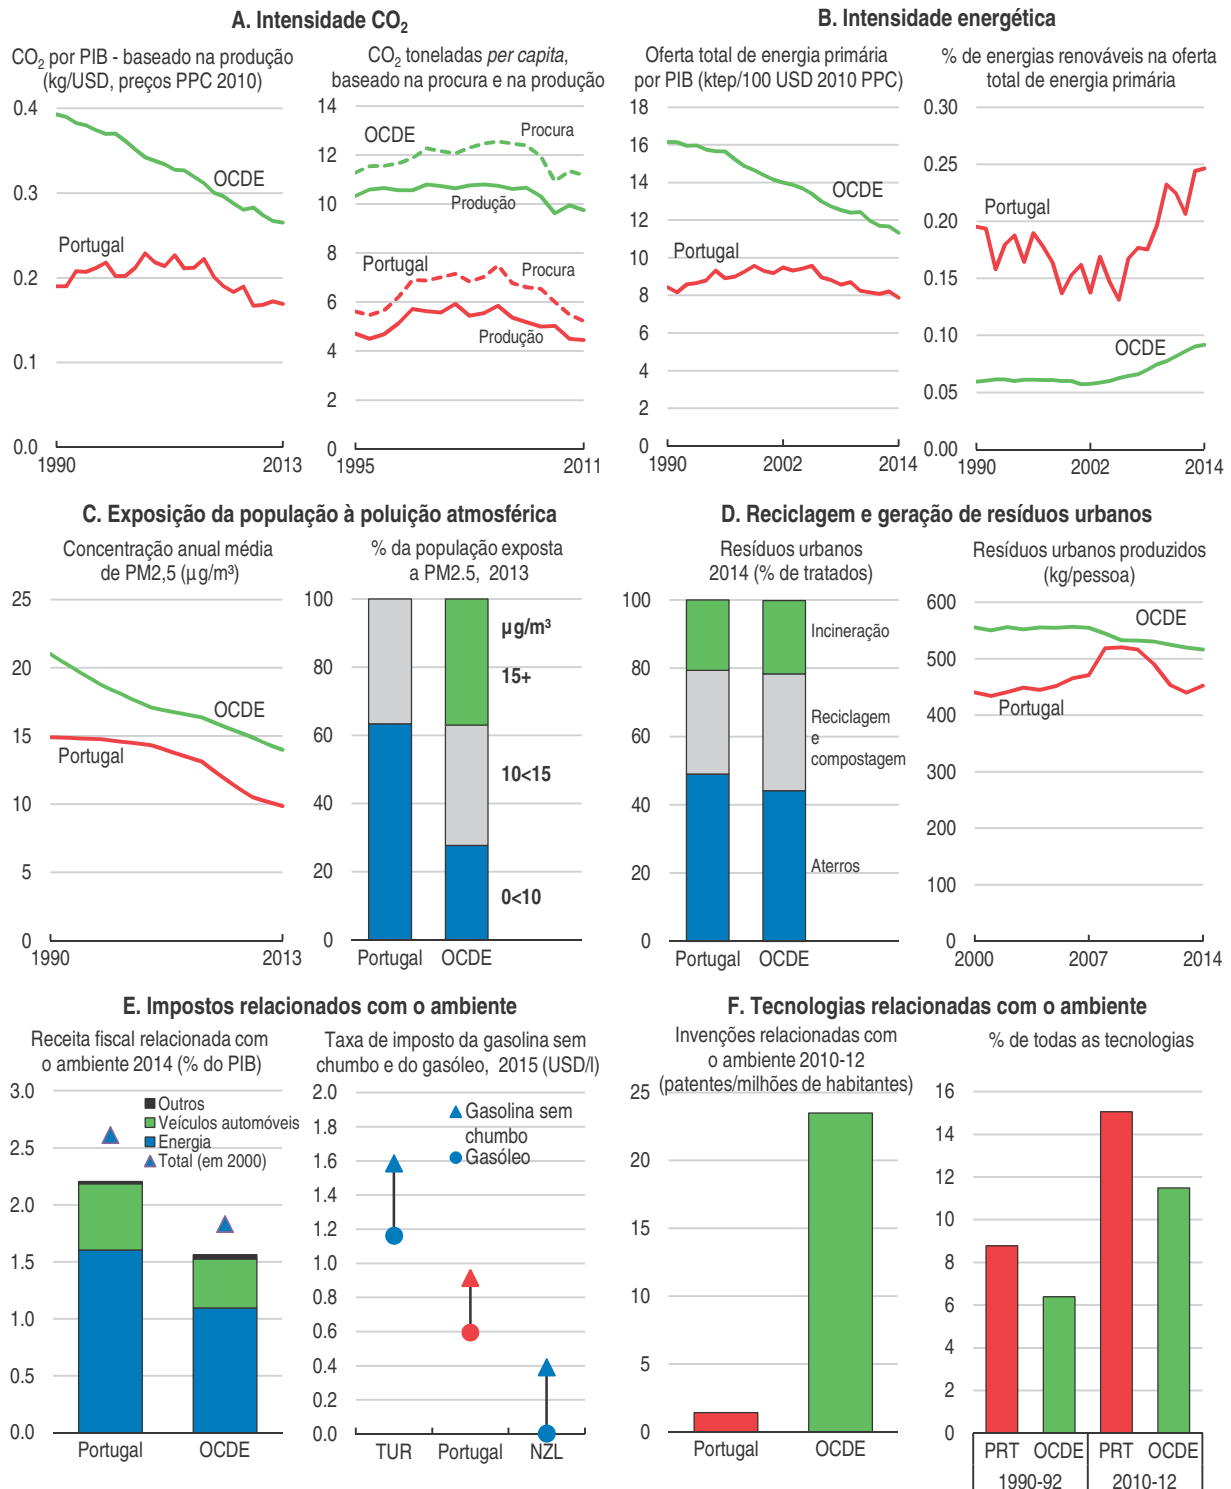 A. Intensidade CO₂
CO₂ por PIB - baseado na produção
(kg/USD, preços PPC 2010)
0.4
0.3
0.2
0.1
0.0
OCDE
Portugal
1990
2013
CO₂ toneladas per capita,
baseado na procura e na produção
14
12
10
8
6
4
2
0
OCDE
Procura
Produção
Portugal
Procura
Produção
1995
2011
B. Intensidade energética
Oferta total de energia primária
por PIB (ktep/100 USD 2010 PPC)
18
16
14
12
10
8
6
4
2
0
OCDE
Portugal
1990
2002
2014
% de energias renováveis na oferta
total de energia primária
0.30
0.25
0.20
0.15
0.10
0.05
0.00
Portugal
OCDE
1990
2002
2014
C. Exposição da população à poluição atmosférica
Concentração anual média
de PM2,5 (µg/m³)
25
20
15
10
5
0
OCDE
Portugal
1990
2013
% da população exposta
a PM2.5, 2013
100
80
60
40
20
0
µg/m³
15+
10<15
0<10
Portugal
OCDE
D. Reciclagem e geração de resíduos urbanos
Resíduos urbanos
2014 (% de tratados)
100
80
60
40
20
0
Incineração
Reciclagem
e
compostagem
Aterros
Portugal
OCDE
Resíduos urbanos produzidos
(kg/pessoa)
600
500
400
300
200
100
0
OCDE
Portugal
2000
2007
2014
E. Impostos relacionados com o ambiente
Receita fiscal relacionada com
o ambiente 2014 (% do PIB)
3.0
2.5
2.0
1.5
1.0
0.5
0.0
Outros
Veículos automóveis
Energia
Total (em 2000)
Portugal
OCDE
Taxa de imposto da gasolina sem
chumbo e do gasóleo, 2015 (USD/l)
2.0
1.8
1.6
1.4
1.2
1.0
0.8
0.6
0.4
0.2
0.0
Gasolina sem
chumbo
Gasóleo
TUR
Portugal
NZL
F. Tecnologias relacionadas com o ambiente
Invenções relacionadas com
o ambiente 2010-12
(patentes/milhões de habitantes)
25
20
15
10
5
0
Portugal
OCDE
% de todas as tecnologias
16
14
12
10
8
6
4
2
0
PRT OCDE PRT OCDE
1990-92 2010-12